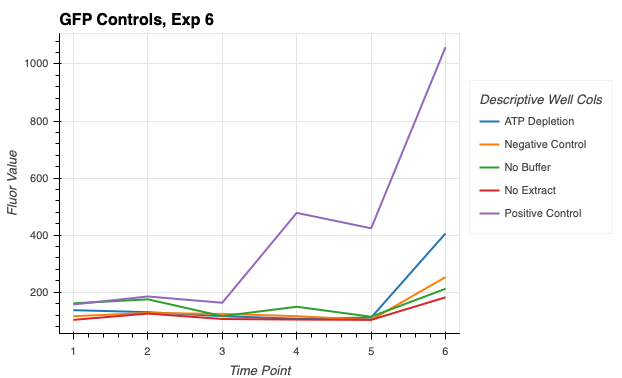 GFP Controls, Exp 6
1000
800
600
400
200
Fluor Value
1
2
3
4
5
6
Time Point
Descriptive Well Cols
ATP Depletion
Negative Control
No Buffer
No Extract
Positive Control